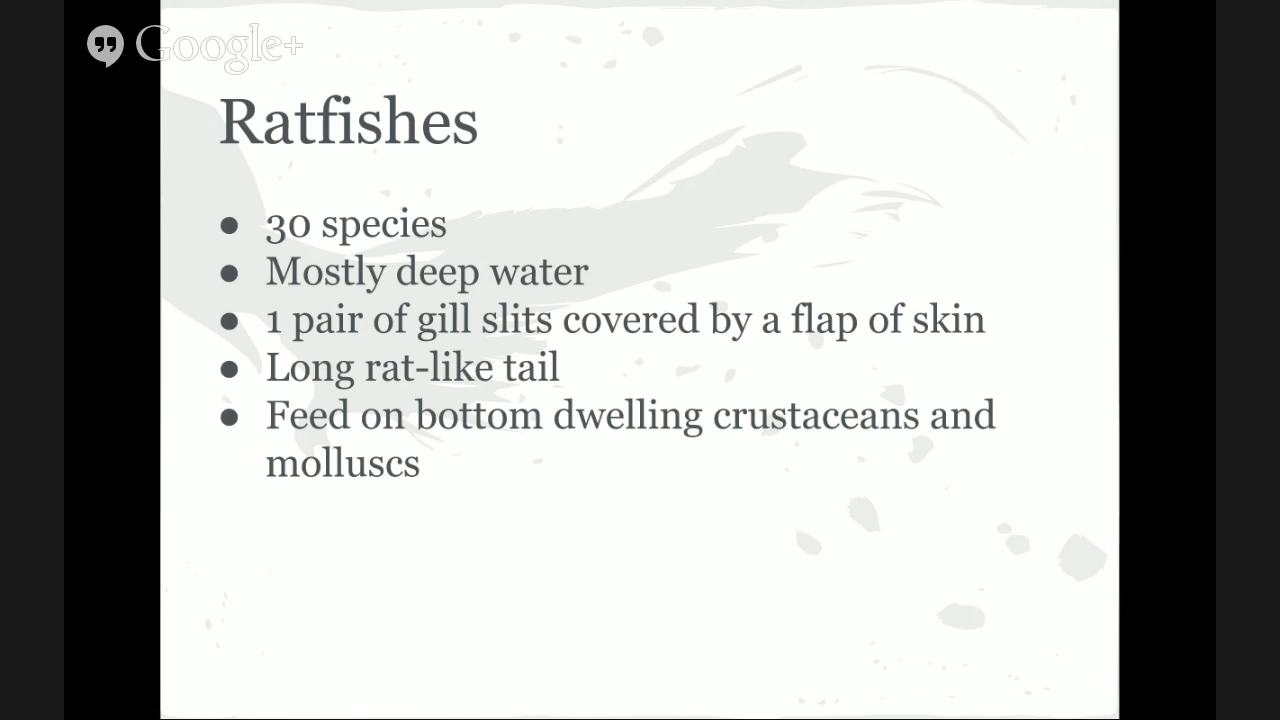 Google+
Ratfishes
● 30 species
● Mostly deep water
● 1 pair of gill slits covered by a flap of skin
● Long rat-like tail
● Feed on bottom dwelling crustaceans and
molluscs